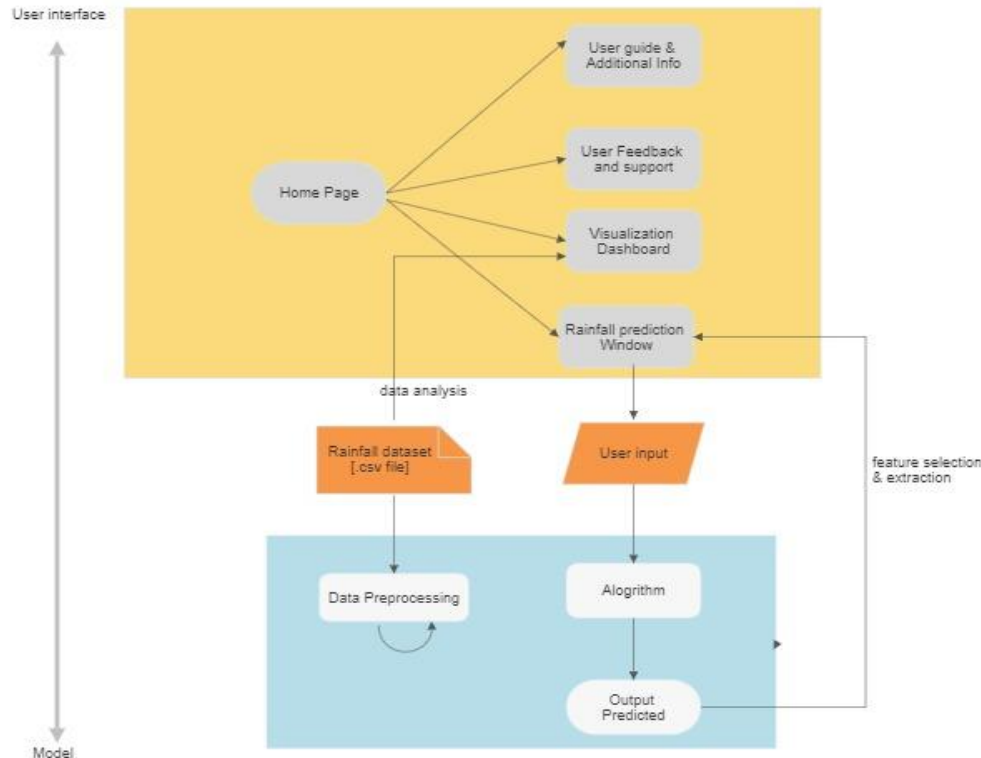 User interface
User guide &
Additional Info
User Feedback
and support
Home Page
Visualization
Dashboard
Rainfall prediction
Window
data analysis
Rainfall dataset
[.csv file]
User input
feature selection
& extraction
Data Preprocessing
Alogrithm
Output
Predicted
Model